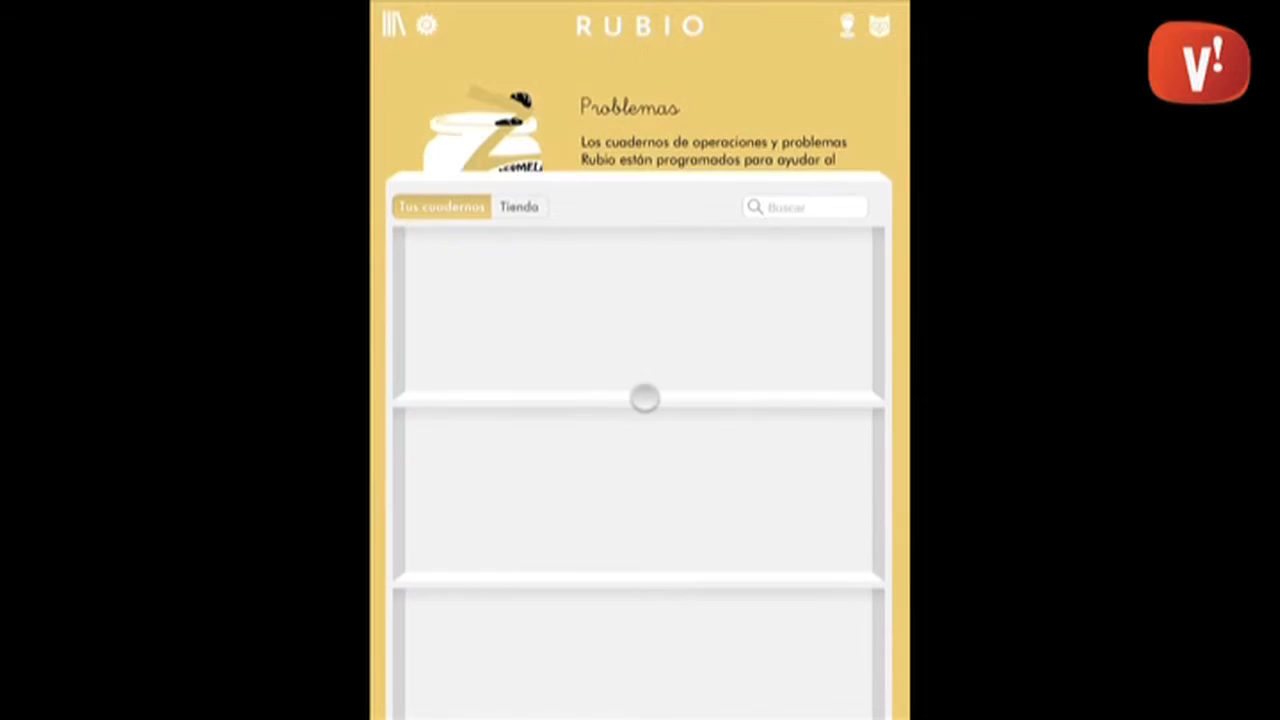 RUBIO
V!
Problemas
Los cuadernos de operaciones y problemas
Rubio están programados para ayudar al
Tus cuadernos
Tienda
Buscar